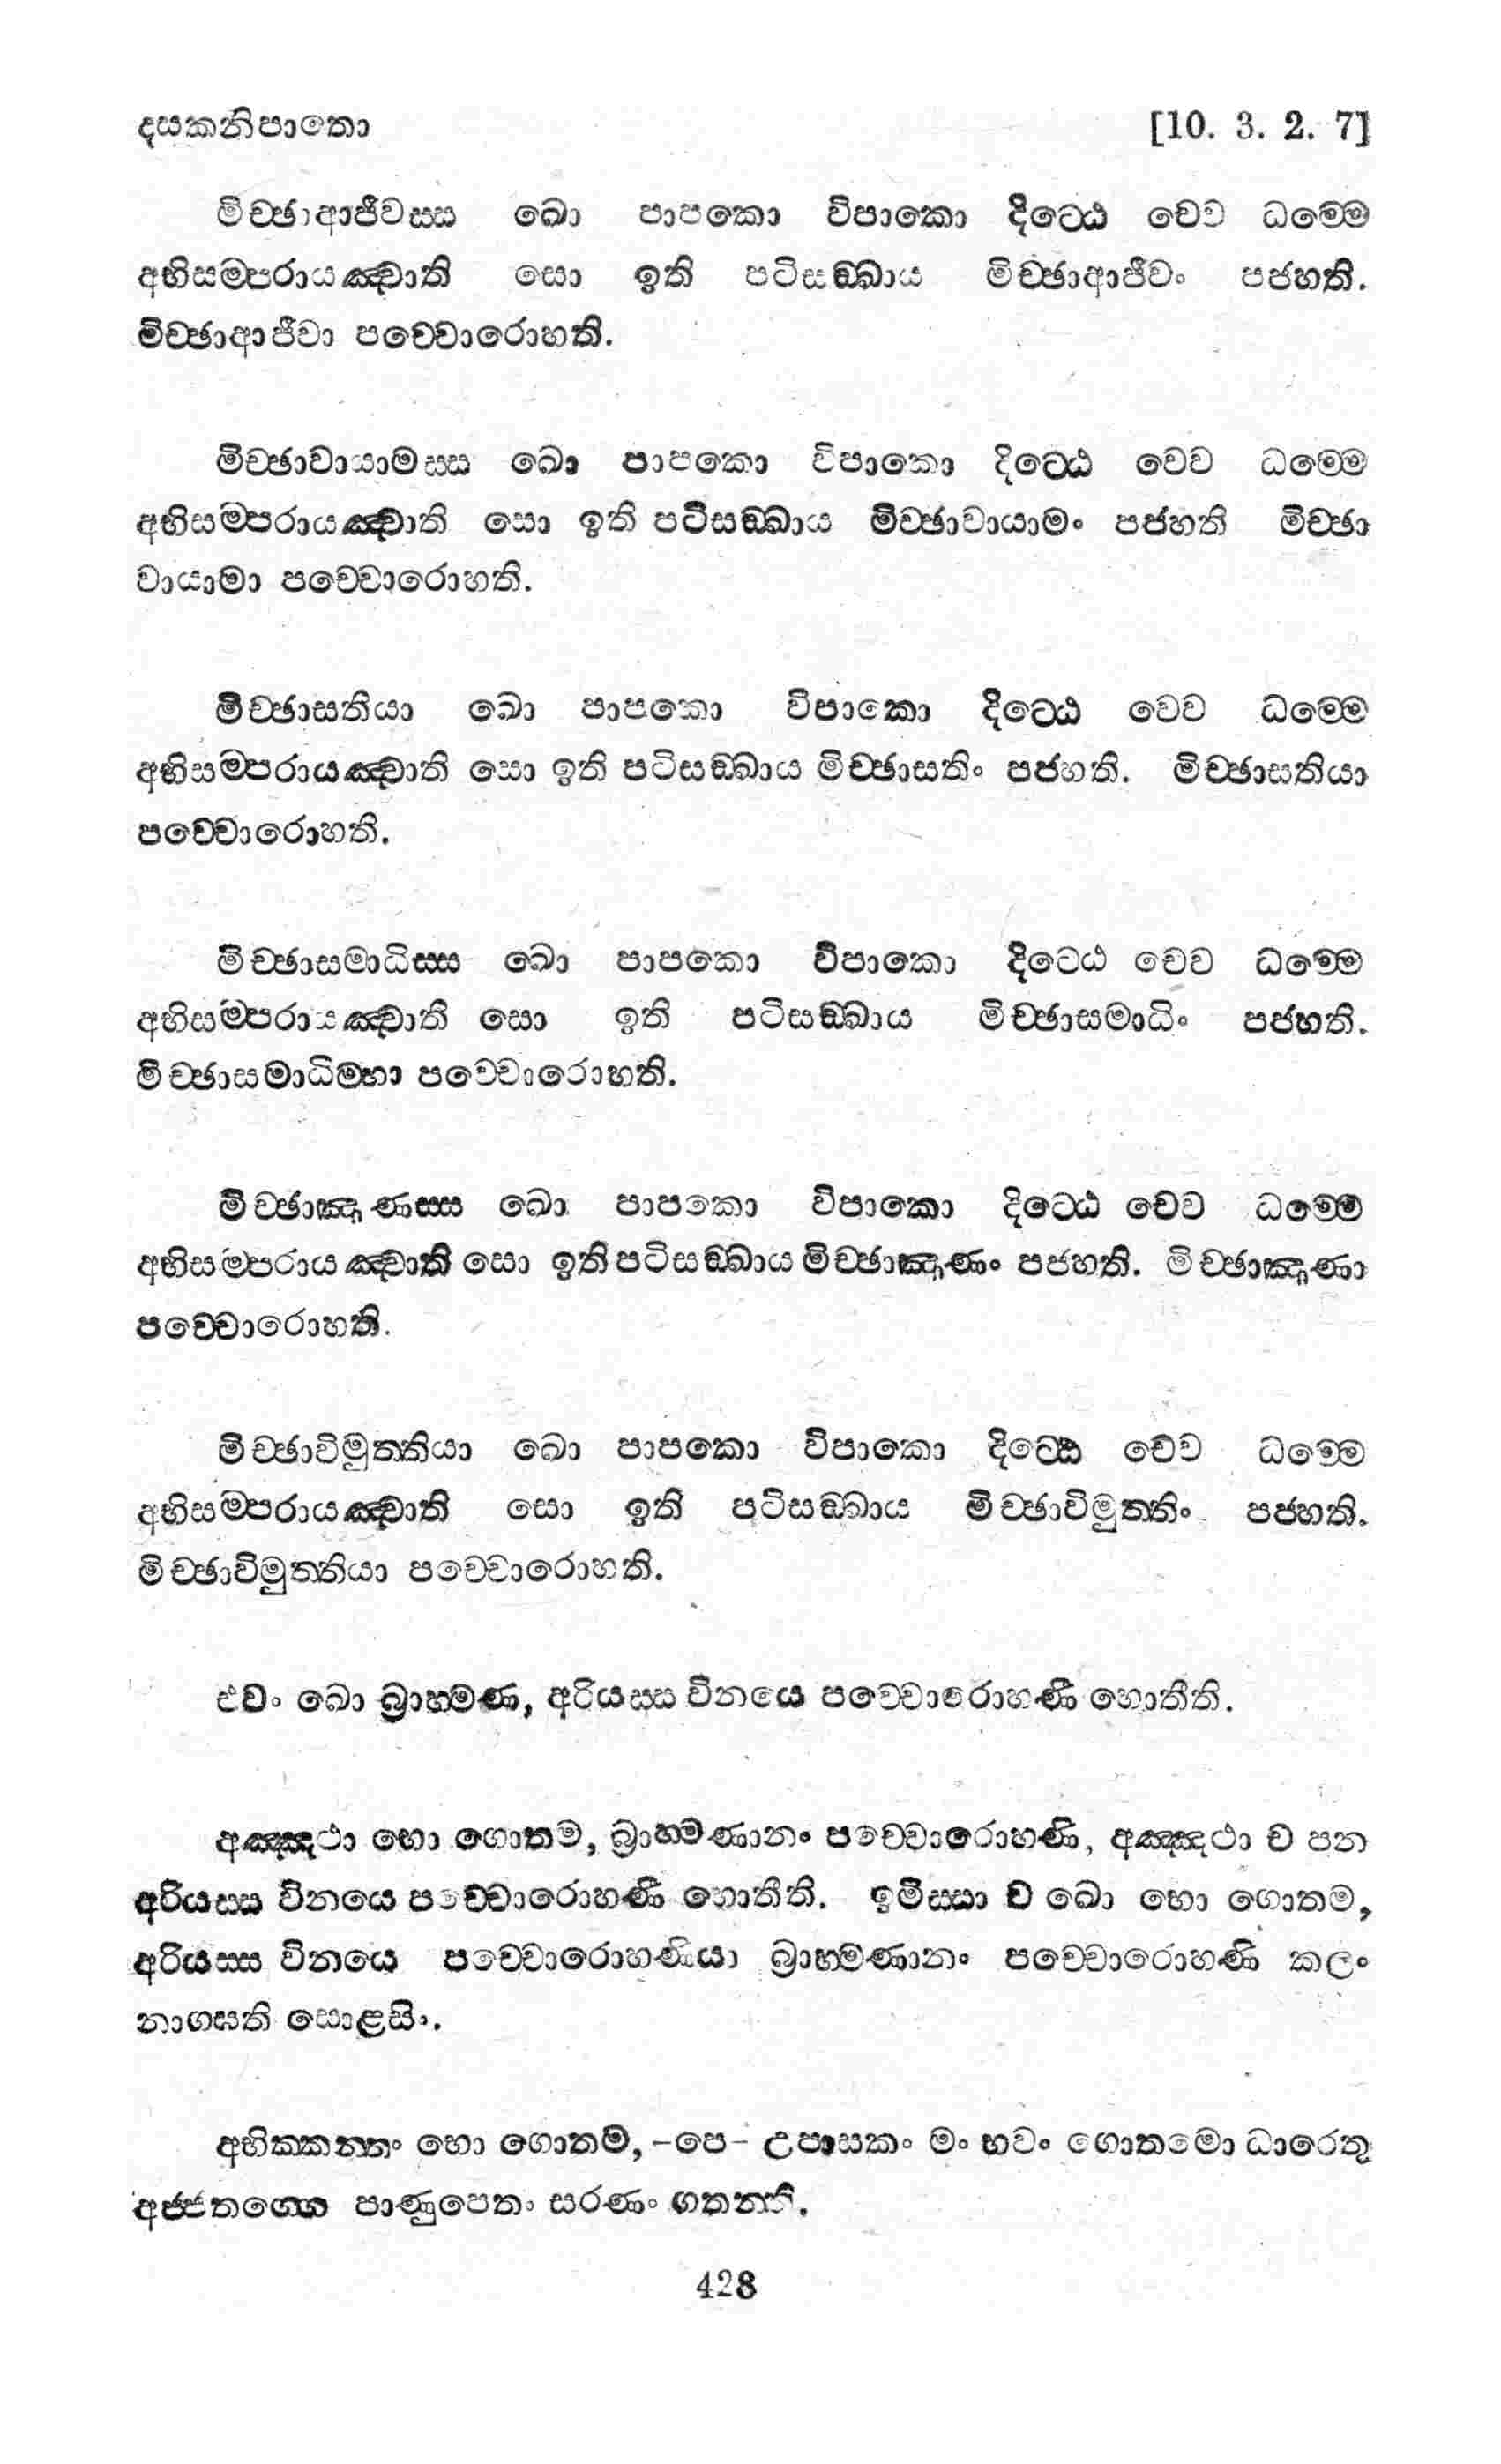 දසකනිපාතො [10. 3. 2. 7]
මිච්ඡාආජීවස්ස ඛො පාපකො විපාකො දිට්ඨෙ චෙව ධම්මෙ
අභිසම්පරායඤ්චාති සො ඉති පටිසඞ්ඛාය මිච්ඡාආජීවං පජහති.
මිච්ඡාආජීවා පච්චොරොහති.
මිච්ඡාවායාමස්ස ඛො පාපකො විපාකො දිට්ඨෙ චෙව ධම්මෙ
අභිසම්පරායඤ්චාති සො ඉති පටිසඞ්ඛාය මිච්ඡාවායාමං පජහති මිච්ඡා
වායාමා පච්චොරොහති.
මිච්ඡාසතියා ඛො පාපකො විපාකො දිට්ඨෙ චෙව ධම්මෙ
අභිසම්පරායඤ්චාති සො ඉති පටිසඞ්ඛාය මිච්ඡාසතිං පජහති. මිච්ඡාසතියා
පච්චොරොහති.
මිච්ඡාසමාධිස්ස ඛො පාපකො විපාකො දිට්ඨෙ චෙව ධම්මෙ
අභිසම්පරායඤ්චාති සො ඉති පටිසඞ්ඛාය මිච්ඡාසමාධිං පජහති.
මිච්ඡාසමාධිම්හා පච්චොරොහති.
මිච්ඡාඤාණස්ස ඛො පාපකො විපාකො දිට්ඨෙ චෙව ධම්මෙ
අභිසම්පරායඤ්චාති සො ඉති පටිසඞ්ඛාය මිච්ඡාඤාණං පජහති. මිච්ඡාඤාණා
පච්චොරොහති.
මිච්ඡාවිමුත්තියා ඛො පාපකො විපාකො දිට්ඨෙ චෙව ධම්මෙ
අභිසම්පරායඤ්චාති සො ඉති පටිසඞ්ඛාය මිච්ඡාවිමුත්තිං පජහති.
මිච්ඡාවිමුත්තියා පච්චොරොහති.
එවං ඛො බ්‍රාහ්මණ, අරියස්ස විනයෙ පච්චොරොහණී හොතීති.
අඤ්ඤථා භො ගොතම, බ්‍රාහ්මණානං පච්චොරොහණි, අඤ්ඤථා ච පන
අරියස්ස විනයෙ පච්චොරොහණී හොතීති. ඉමිස්සා ච ඛො භො ගොතම,
අරියස්ස විනයෙ පච්චොරොහණියා බ්‍රාහ්මණානං පච්චොරොහණි කලං
නාග්ඝති සොළසිං.
අභික්කන්තං භො ගොතම, -පෙ- උපාසකං මං භවං ගොතමො ධාරෙතු
අජ්ජතග්ගෙ පාණුපෙතං සරණං ගතන්ති.
428